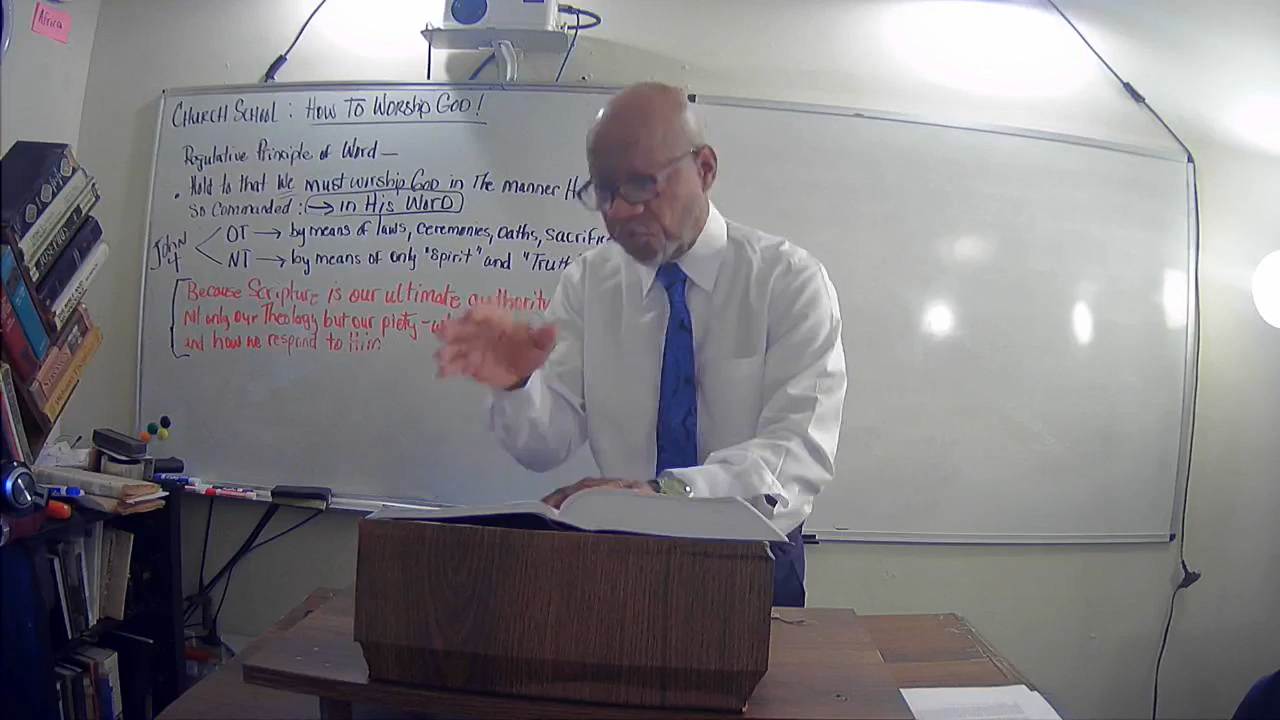 Africa
CHURCH SCHOOL: HOW TO WORSHIP GOD!
Regulative Principle of Word—
• Hold to that We must worship God in The manner H
So Commanded: → in His WORD
JOHN 4
OT → by means of laws, ceremonies, oaths, sacrific
NT → by means of only "Spirit" and "Truth
Because Scripture is our ultimate authority
Not only our Theology but our piety-w
and how we respond to Him